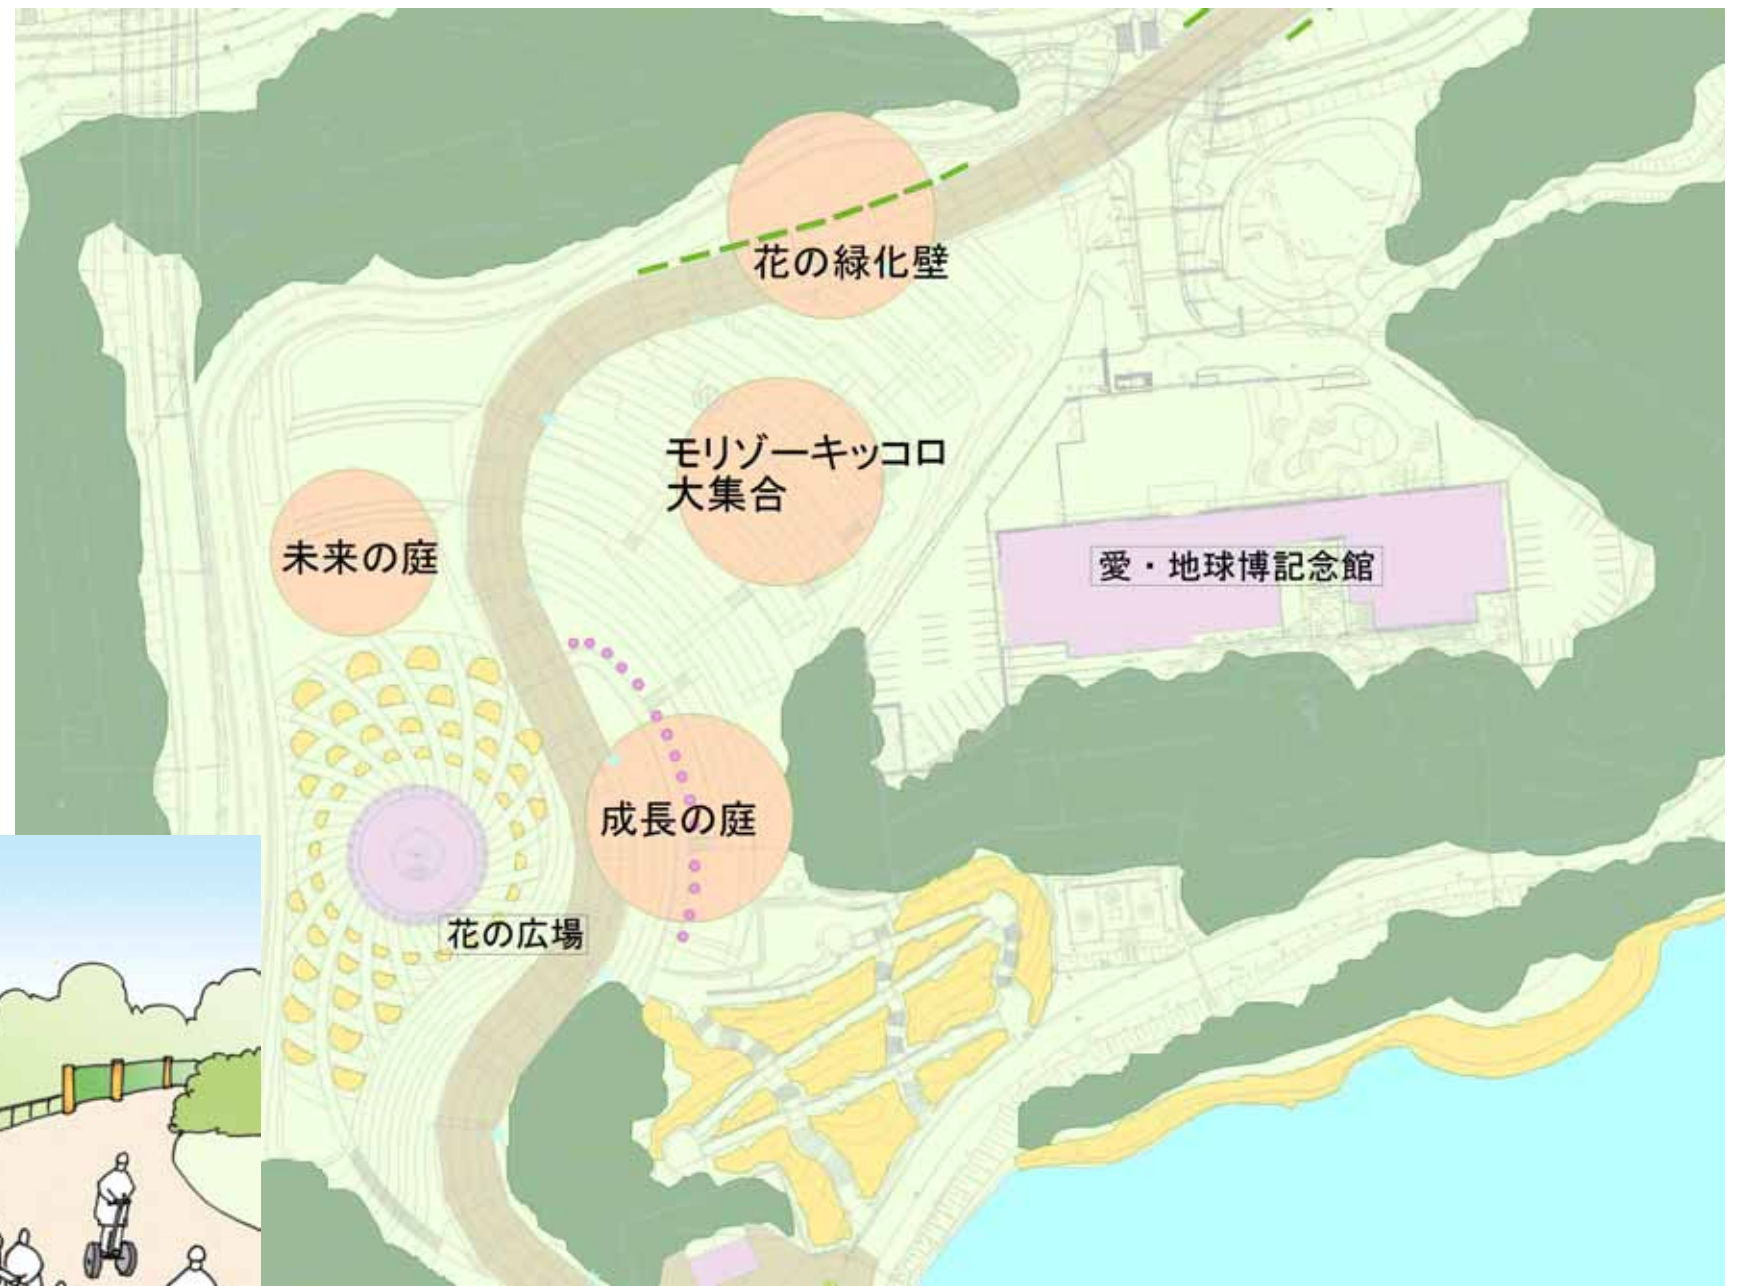 花の緑化壁
モリゾーキッコロ
大集合
未来の庭
愛・地球博記念館
成長の庭
花の広場